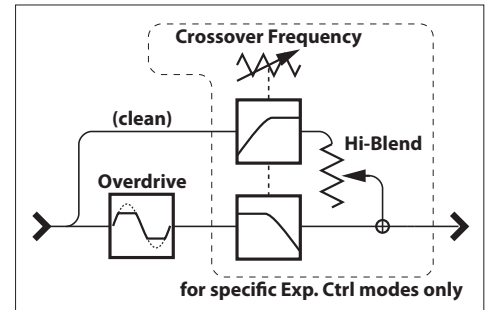 Crossover Frequency
(clean)
Hi-Blend
Overdrive
for specific Exp. Ctrl modes only